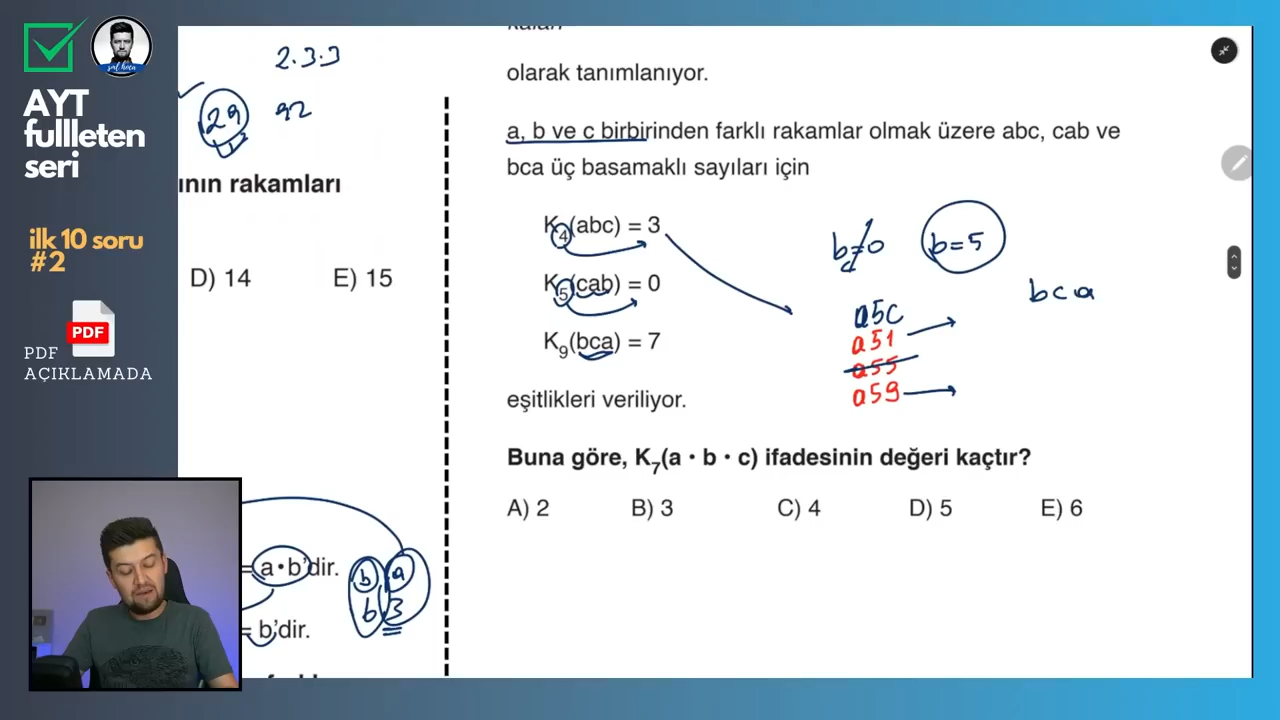 AYT
fullleten
seri
ilk 10 soru
#2
PDF
PDF
AÇIKLAMADA
2.3.3
29 92
ının rakamları
D) 14 E) 15
= a·b'dir.
= b'dir.
b a
b 3
kalan
olarak tanımlanıyor.
a, b ve c birbirinden farklı rakamlar olmak üzere abc, cab ve
bca üç basamaklı sayıları için
K4(abc) = 3
K5(cab) = 0
K9(bca) = 7
eşitlikleri veriliyor.
b=0 b=5
bca
a5c
a51
a55
a59
Buna göre, K7(a · b · c) ifadesinin değeri kaçtır?
A) 2 B) 3 C) 4 D) 5 E) 6